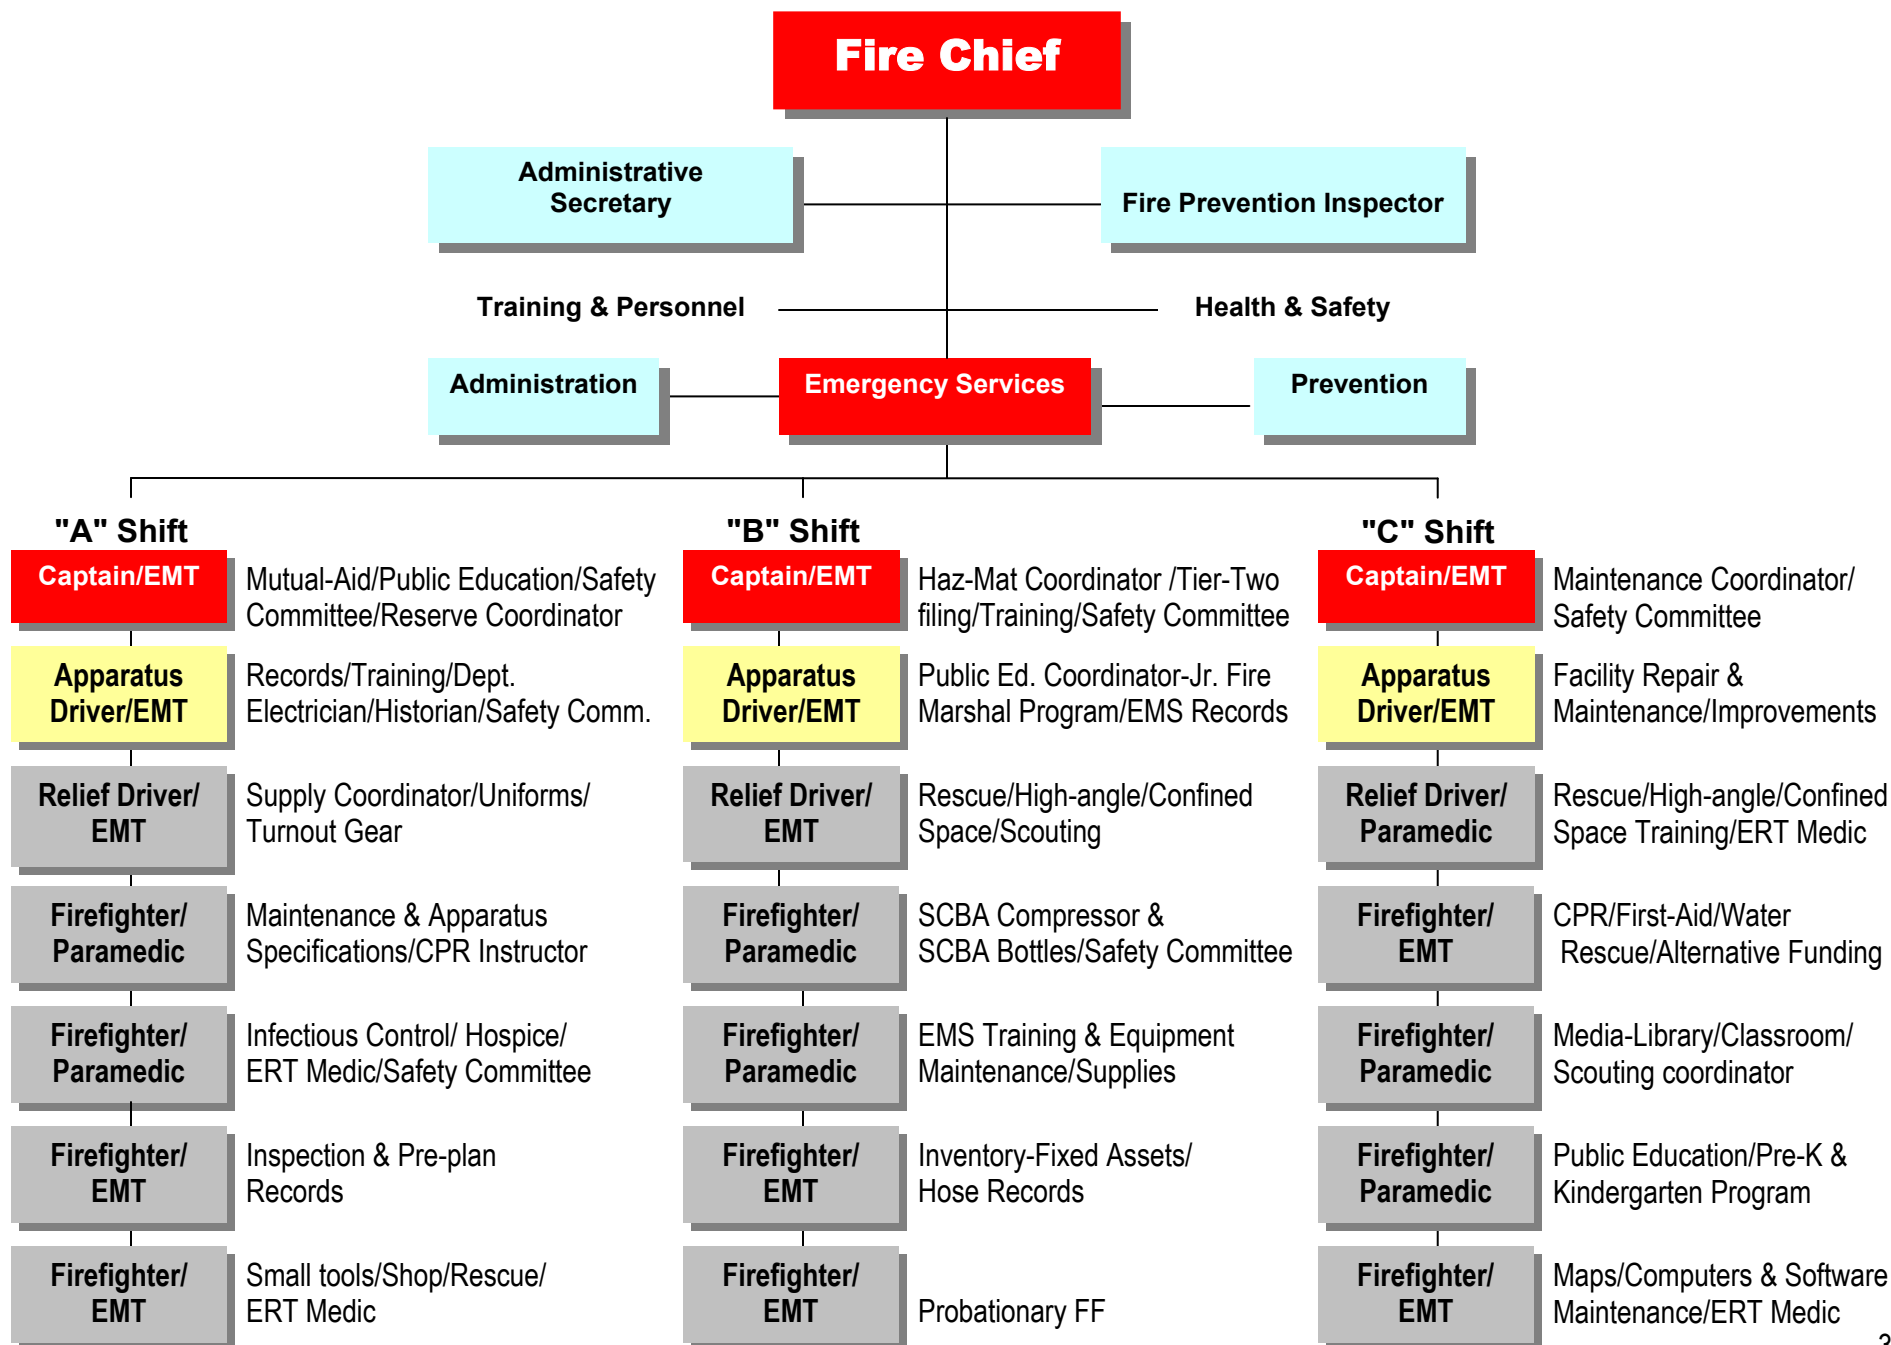 Fire Chief
Administrative
Secretary
Fire Prevention Inspector
Training & Personnel
Health & Safety
Administration
Emergency Services
Prevention
"A" Shift
Captain/EMT
Mutual-Aid/Public Education/Safety
Committee/Reserve Coordinator
Apparatus
Driver/EMT
Records/Training/Dept.
Electrician/Historian/Safety Comm.
Relief Driver/
EMT
Supply Coordinator/Uniforms/
Turnout Gear
Firefighter/
Paramedic
Maintenance & Apparatus
Specifications/CPR Instructor
Firefighter/
Paramedic
Infectious Control/ Hospice/
ERT Medic/Safety Committee
Firefighter/
EMT
Inspection & Pre-plan
Records
Firefighter/
EMT
Small tools/Shop/Rescue/
ERT Medic
"B" Shift
Captain/EMT
Haz-Mat Coordinator /Tier-Two
filing/Training/Safety Committee
Apparatus
Driver/EMT
Public Ed. Coordinator-Jr. Fire
Marshal Program/EMS Records
Relief Driver/
EMT
Rescue/High-angle/Confined
Space/Scouting
Firefighter/
Paramedic
SCBA Compressor &
SCBA Bottles/Safety Committee
Firefighter/
Paramedic
EMS Training & Equipment
Maintenance/Supplies
Firefighter/
EMT
Inventory-Fixed Assets/
Hose Records
Firefighter/
EMT
Probationary FF
"C" Shift
Captain/EMT
Maintenance Coordinator/
Safety Committee
Apparatus
Driver/EMT
Facility Repair &
Maintenance/Improvements
Relief Driver/
Paramedic
Rescue/High-angle/Confined
Space Training/ERT Medic
Firefighter/
EMT
CPR/First-Aid/Water
Rescue/Alternative Funding
Firefighter/
Paramedic
Media-Library/Classroom/
Scouting coordinator
Firefighter/
Paramedic
Public Education/Pre-K &
Kindergarten Program
Firefighter/
EMT
Maps/Computers & Software
Maintenance/ERT Medic
3